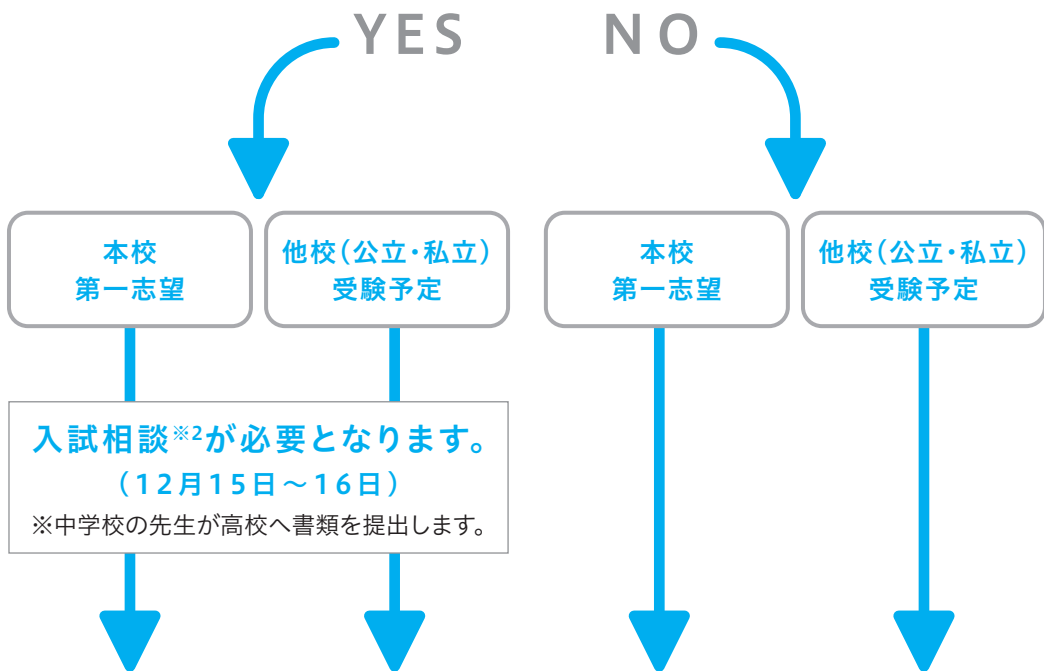 YES
NO
本校
第一志望
他校(公立・私立)
受験予定
本校
第一志望
他校(公立・私立)
受験予定
入試相談※2が必要となります。
(12月15日～16日)
※中学校の先生が高校へ書類を提出します。